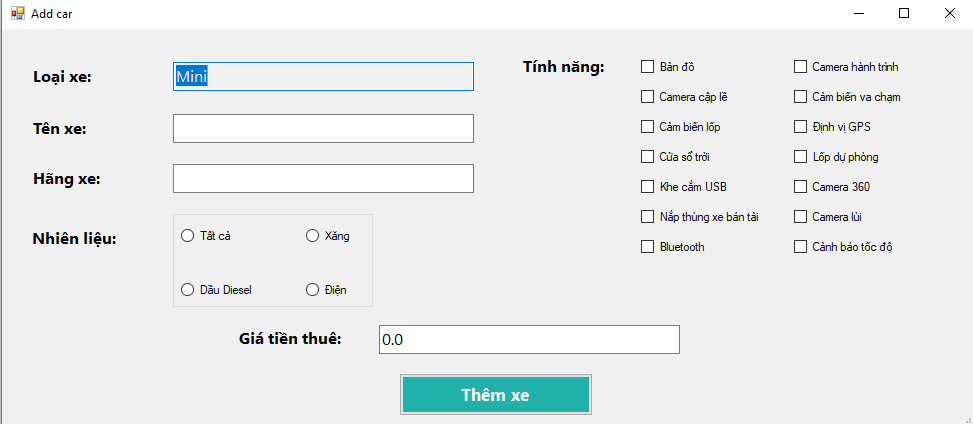 Add car
Loại xe:
Mini
Tên xe:
Hãng xe:
Nhiên liệu:
Tất cả
Xăng
Dầu Diesel
Điện
Tính năng:
Bản đồ
Camera hành trình
Camera cập lề
Cảm biến va chạm
Cảm biến lốp
Định vị GPS
Cửa sổ trời
Lốp dự phòng
Khe cắm USB
Camera 360
Nắp thùng xe bán tải
Camera lùi
Bluetooth
Cảnh báo tốc độ
Giá tiền thuê:
0.0
Thêm xe